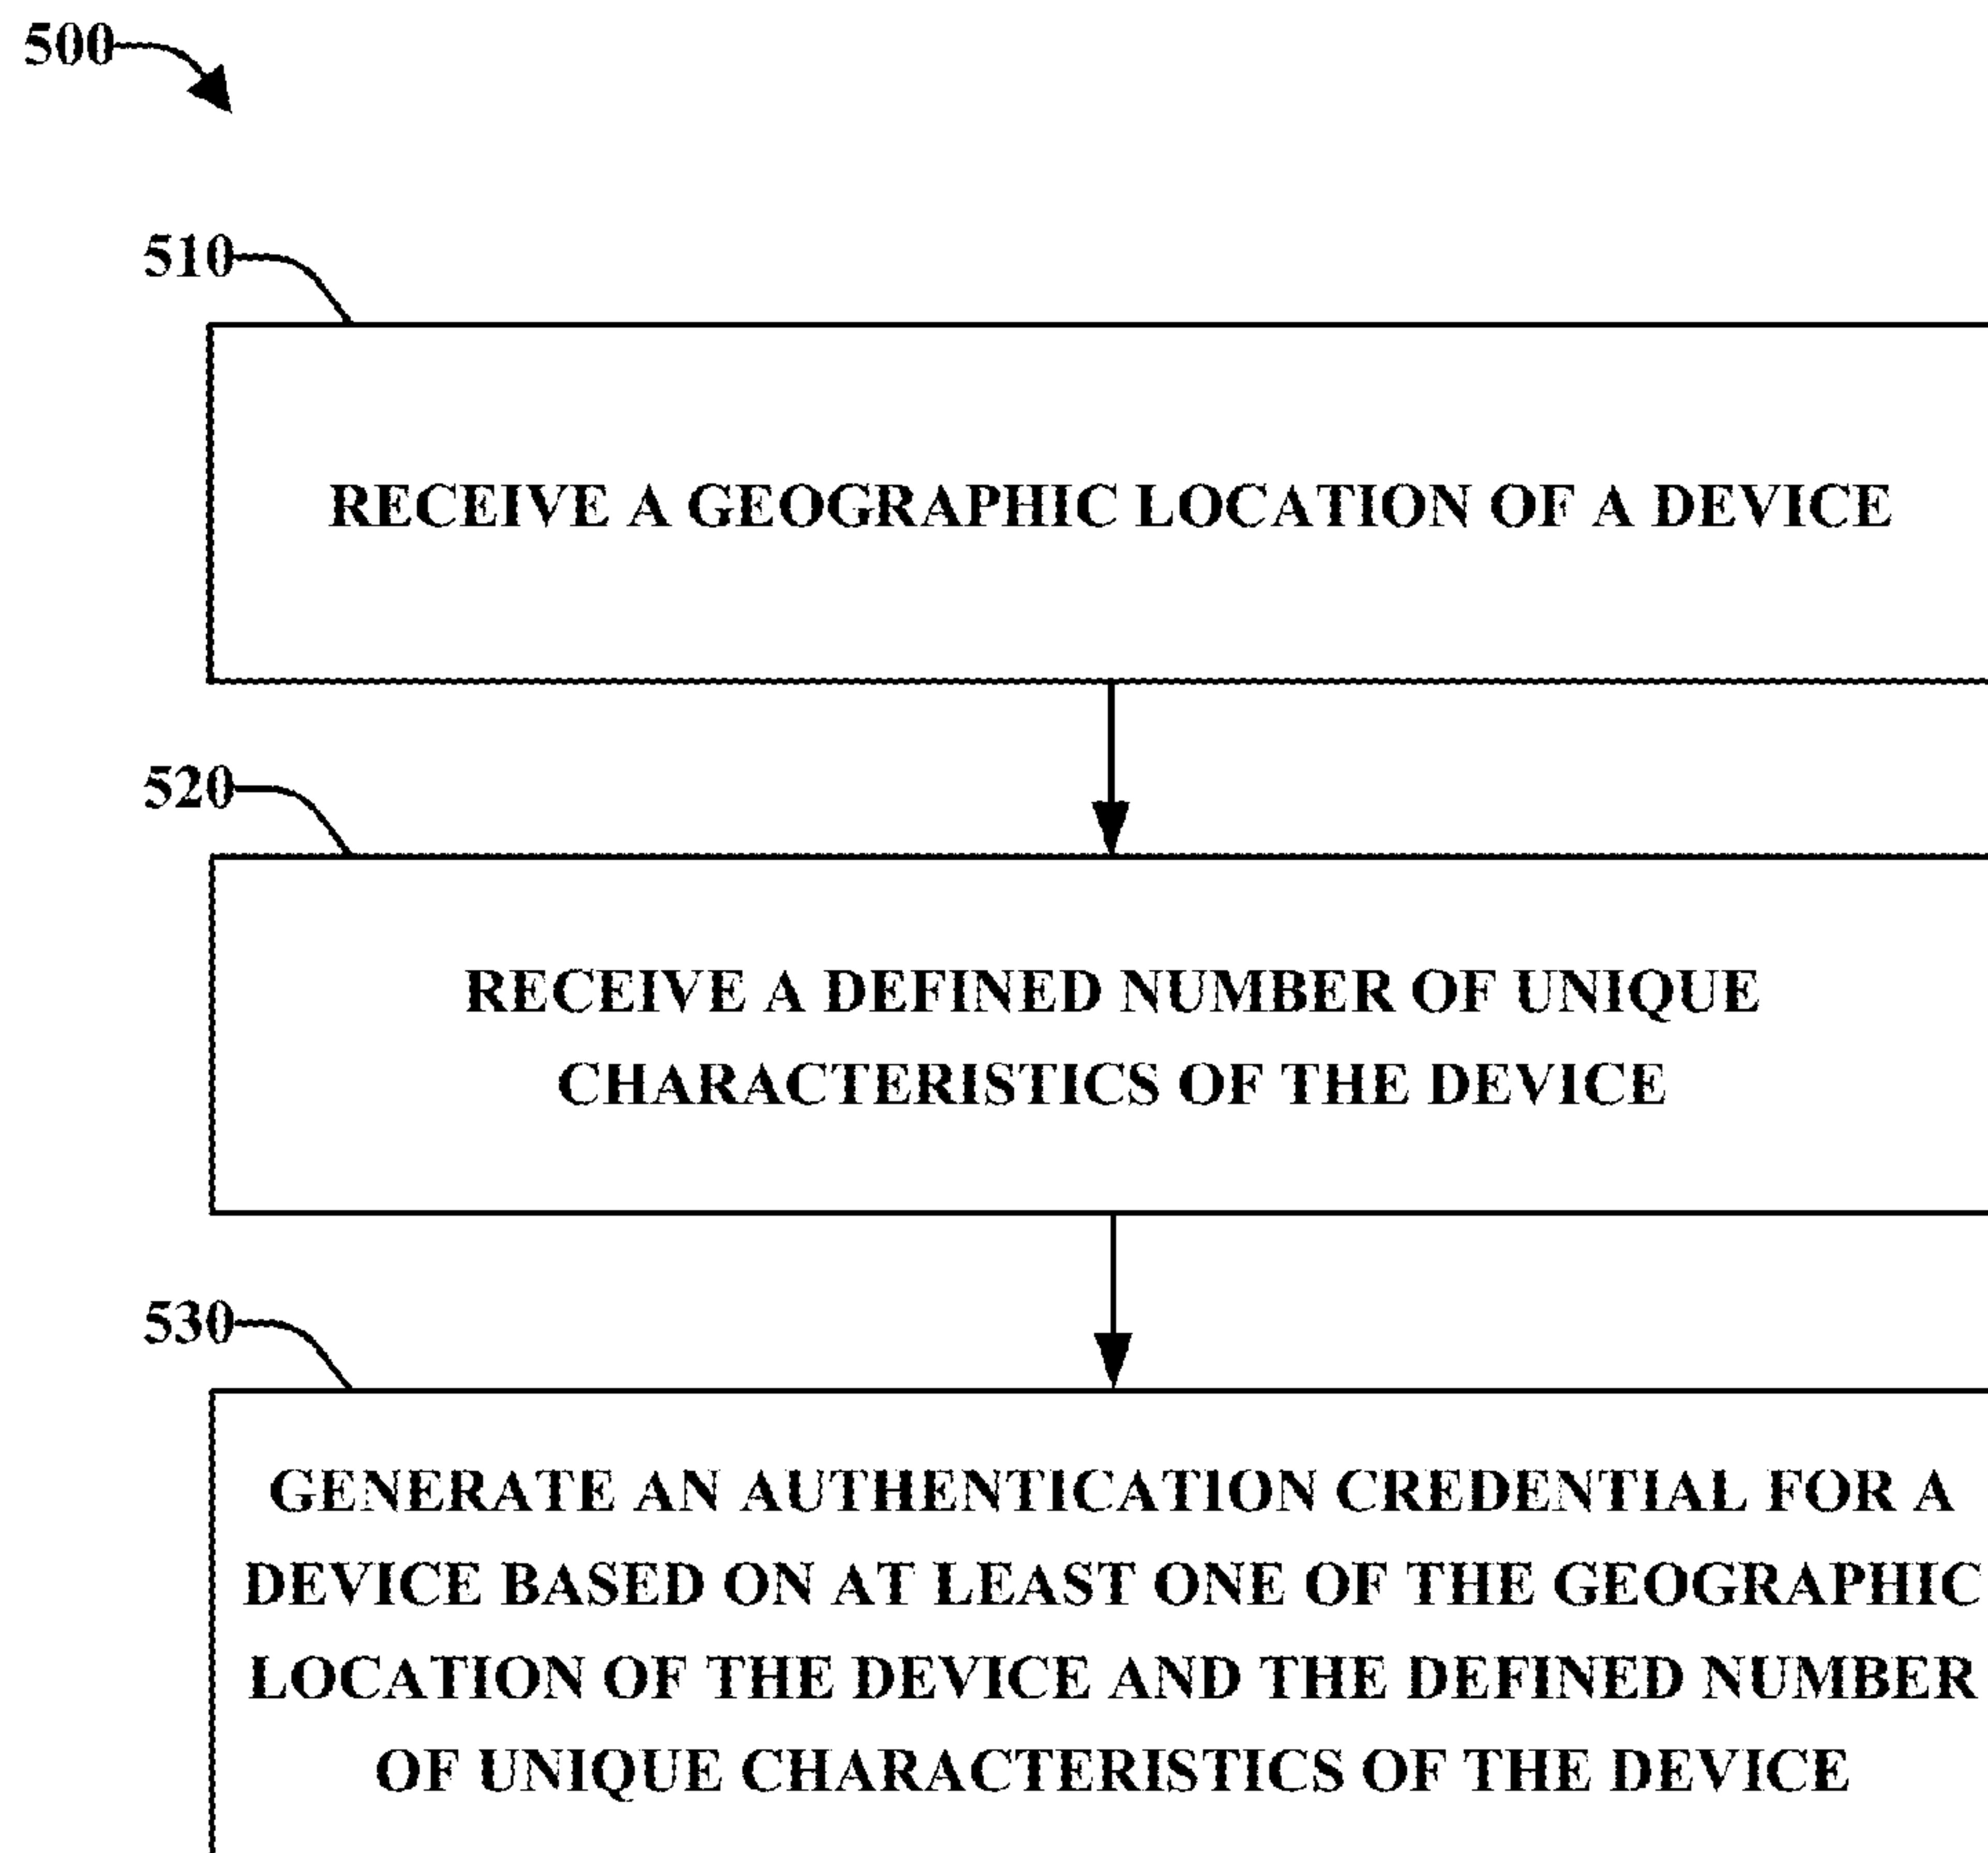 500
510
RECEIVE A GEOGRAPHIC LOCATION OF A DEVICE
520
RECEIVE A DEFINED NUMBER OF UNIQUE
CHARACTERISTICS OF THE DEVICE
530
GENERATE AN AUTHENTICATION CREDENTIAL FOR A
DEVICE BASED ON AT LEAST ONE OF THE GEOGRAPHIC
LOCATION OF THE DEVICE AND THE DEFINED NUMBER
OF UNIQUE CHARACTERISTICS OF THE DEVICE